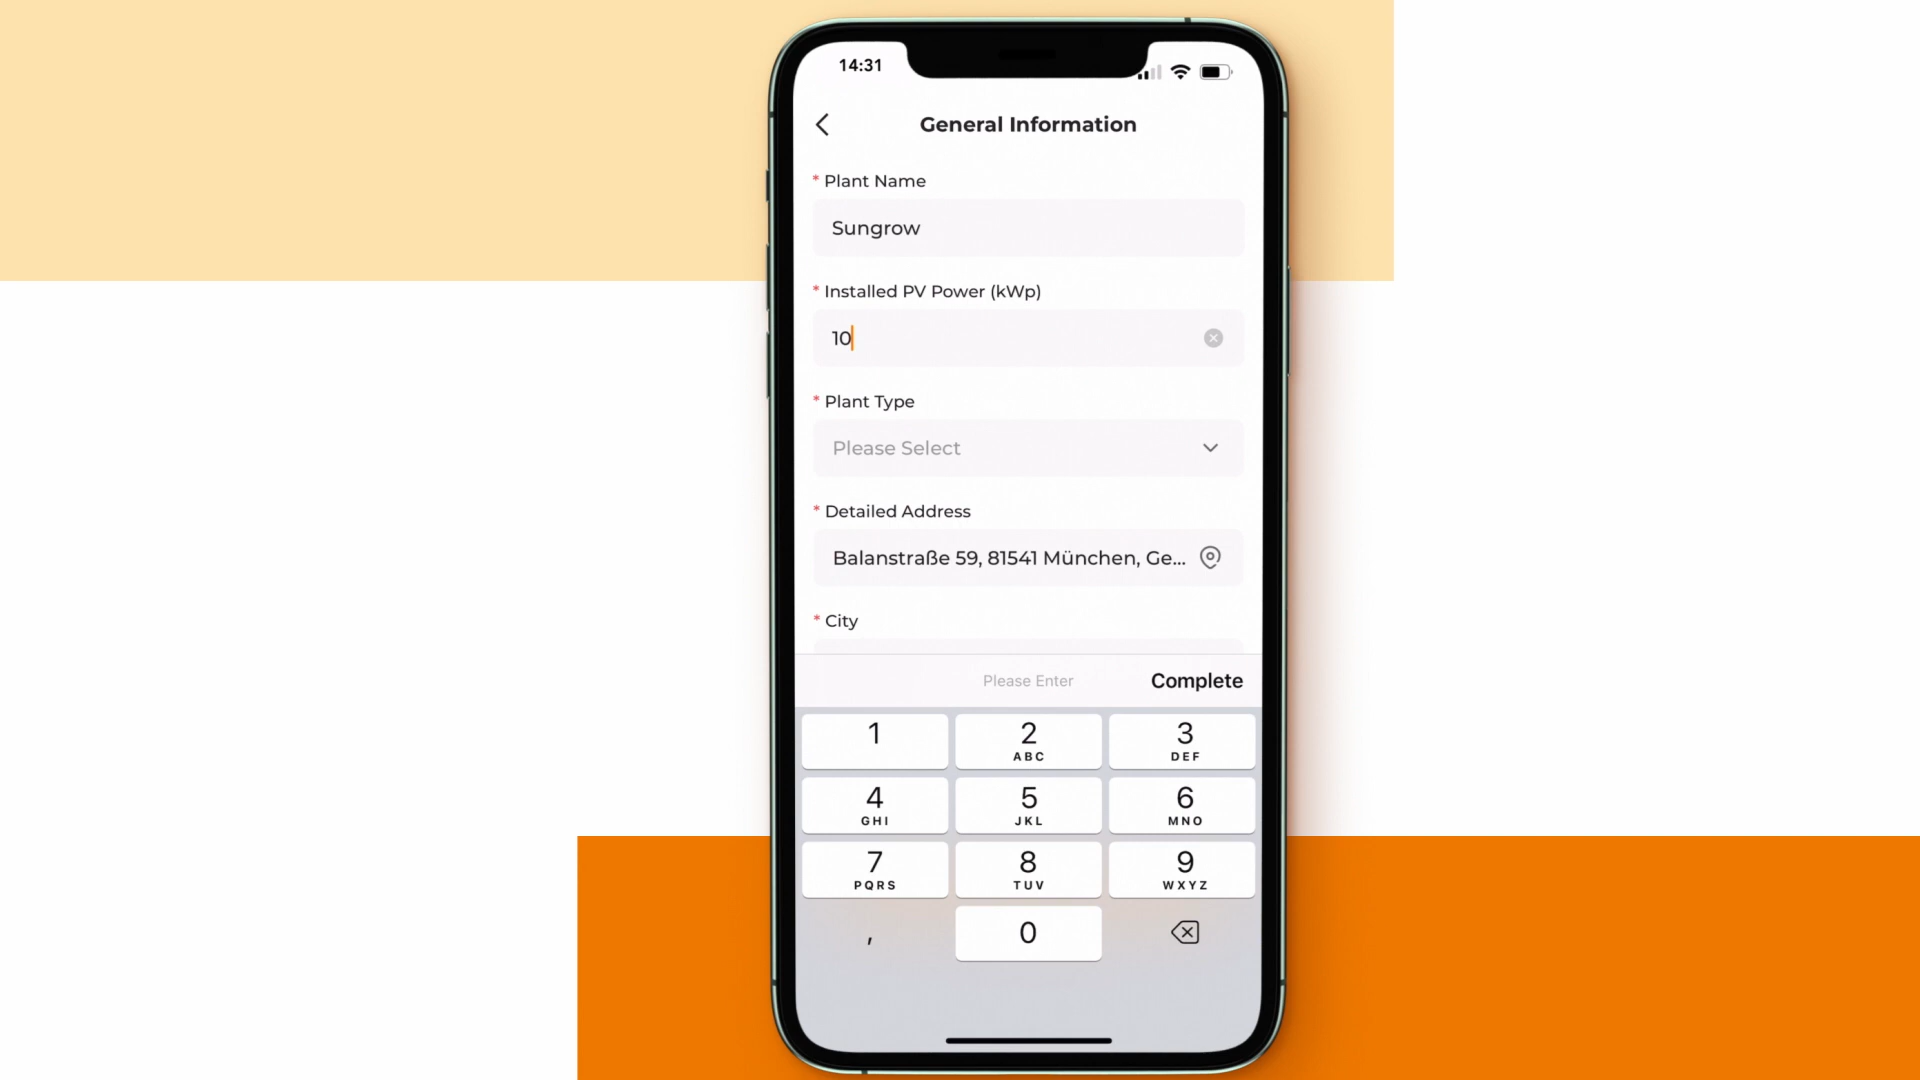 14:31
General Information
* Plant Name
Sungrow
* Installed PV Power (kWp)
10
* Plant Type
Please Select
* Detailed Address
Balanstraße 59, 81541 München, Ge...
* City
Please Enter Complete
1 2 3
ABC DEF
4 5 6
GHI JKL MNO
7 8 9
PQRS TUV WXYZ
, 0